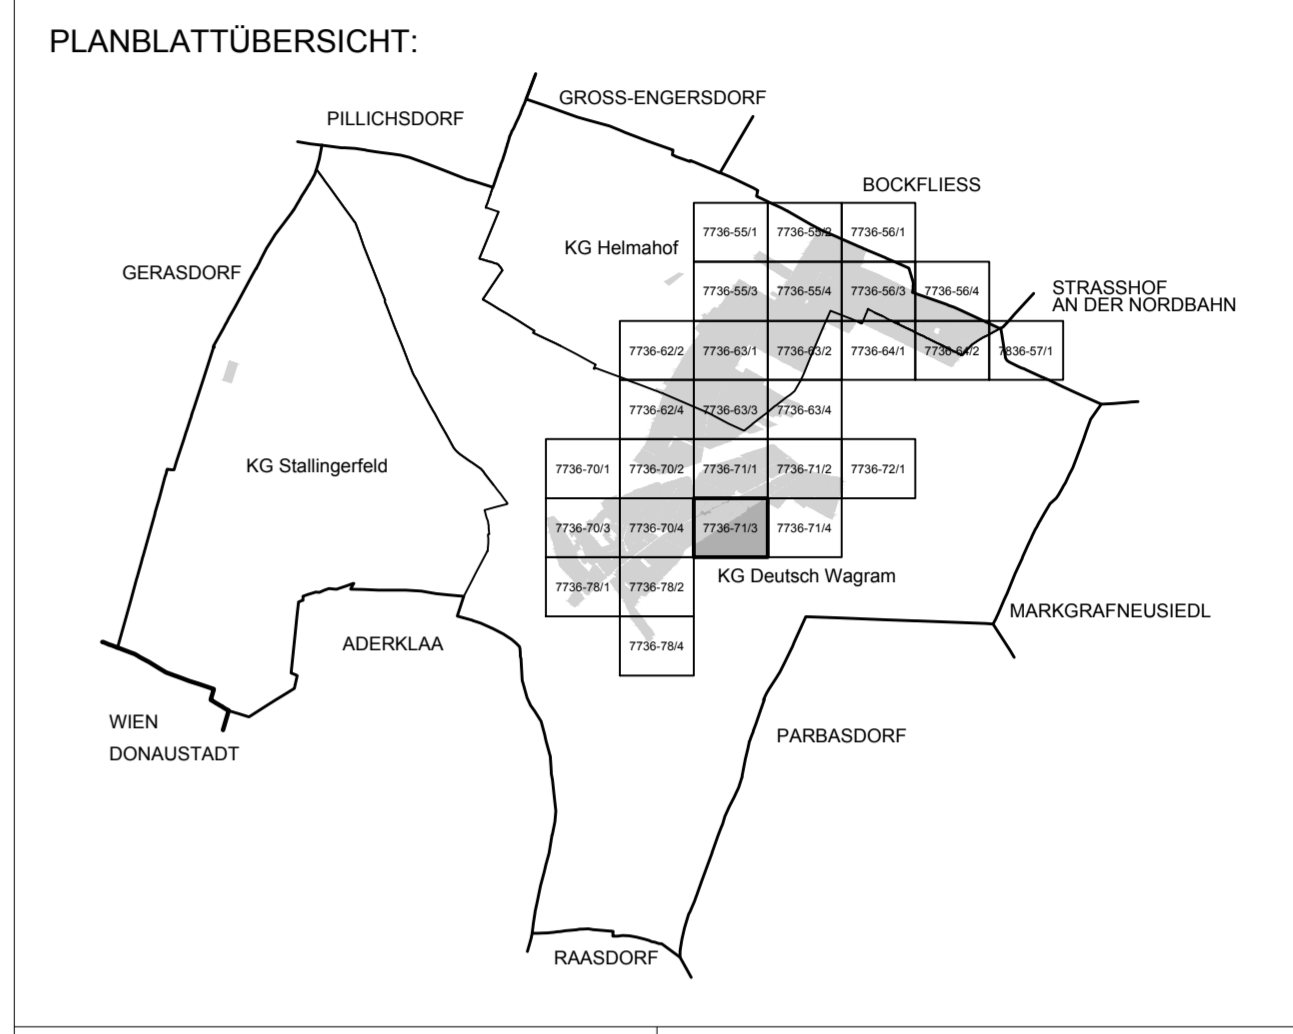 PLANBLATTÜBERSICHT:
GROSS-ENGERSDORF
PILLICHSDORF
BOCKFLIESS
7736-55/1 7736-55/2 7736-56/1
KG Helmahof
GERASDORF
STRASSHOF
AN DER NORDBAHN
7736-55/3 7736-55/4 7736-56/3 7736-56/4
7736-62/2 7736-63/1 7736-63/2 7736-64/1 7736-64/2 7836-57/1
7736-62/4 7736-63/3 7736-63/4
KG Stallingerfeld
7736-70/1 7736-70/2 7736-71/1 7736-71/2 7736-72/1
7736-70/3 7736-70/4 7736-71/3 7736-71/4
KG Deutsch Wagram
7736-78/1 7736-78/2
MARKGRAFNEUSIEDL
ADERKLAA
7736-78/4
WIEN
DONAUSTADT
PARBASDORF
RAASDORF